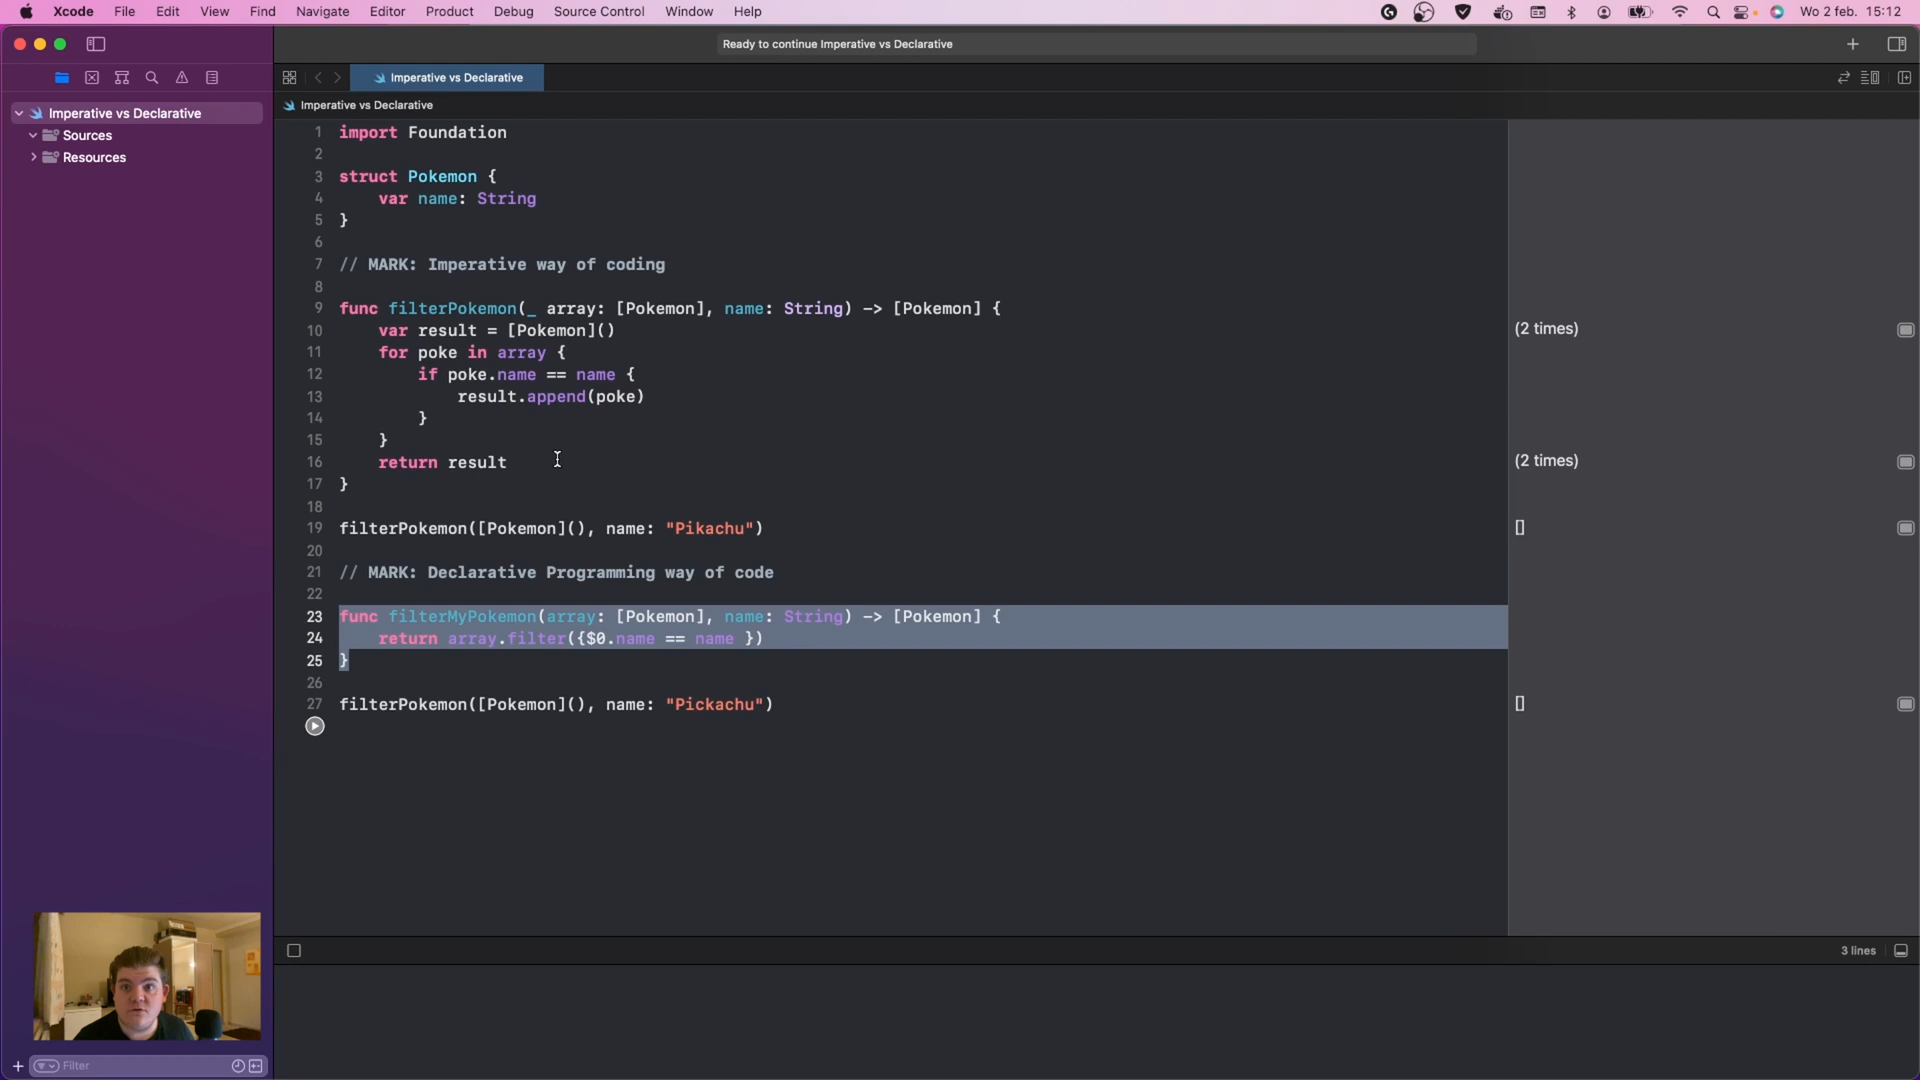 Xcode File Edit View Find Navigate Editor Product Debug Source Control Window Help
Wo 2 feb. 15:12
Ready to continue Imperative vs Declarative
Imperative vs Declarative
Imperative vs Declarative
Imperative vs Declarative
Sources
Resources
1 import Foundation
2
3 struct Pokemon {
4 var name: String
5 }
6
7 // MARK: Imperative way of coding
8
9 func filterPokemon(_ array: [Pokemon], name: String) -> [Pokemon] {
10 var result = [Pokemon]()
(2 times)
11 for poke in array {
12 if poke.name == name {
13 result.append(poke)
14 }
15 }
16 return result
(2 times)
17 }
18
19 filterPokemon([Pokemon](), name: "Pikachu")
[]
20
21 // MARK: Declarative Programming way of code
22
23 func filterMyPokemon(array: [Pokemon], name: String) -> [Pokemon] {
24 return array.filter({$0.name == name })
25 }
26
27 filterPokemon([Pokemon](), name: "Pickachu")
[]
3 lines
Filter